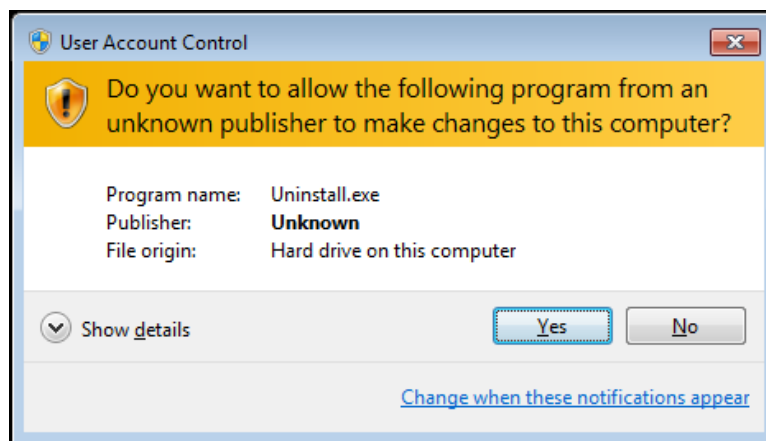 User Account Control
Do you want to allow the following program from an
unknown publisher to make changes to this computer?
Program name: Uninstall.exe
Publisher: Unknown
File origin: Hard drive on this computer
Show details
Yes
No
Change when these notifications appear